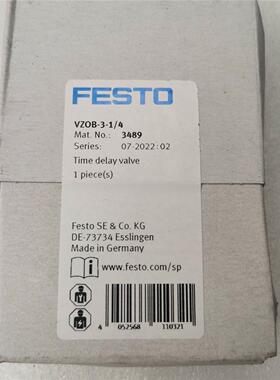 FESTO
VZOB-3-1/4
Mat. No.: 3489
Series: 07-2022:02
Time delay valve
1 piece(s)
Festo SE & Co. KG
DE-73734 Esslingen
Made in Germany
www.festo.com/sp
4 052568 110321